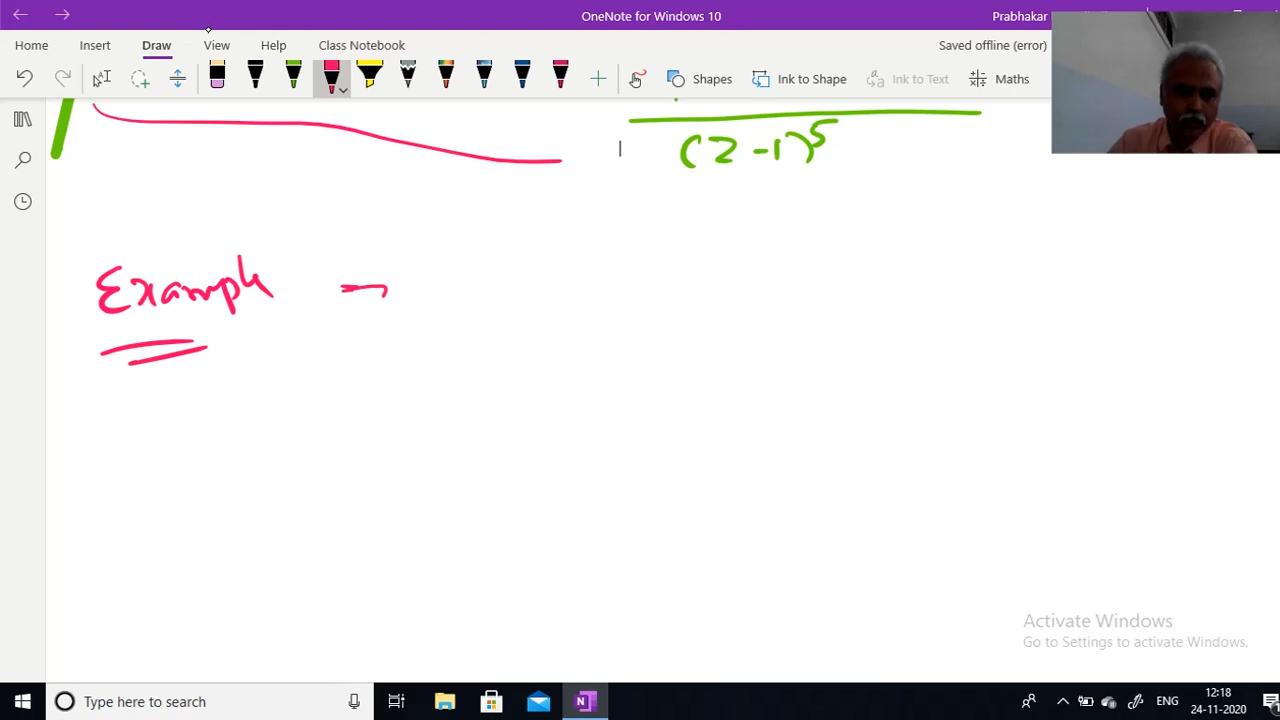 OneNote for Windows 10
Prabhakar
Home Insert Draw View Help Class Notebook
Saved offline (error)
Shapes Ink to Shape Ink to Text Maths
(z-1)^5
Example
Activate Windows
Go to Settings to activate Windows.
Type here to search
ENG
12:18
24-11-2020